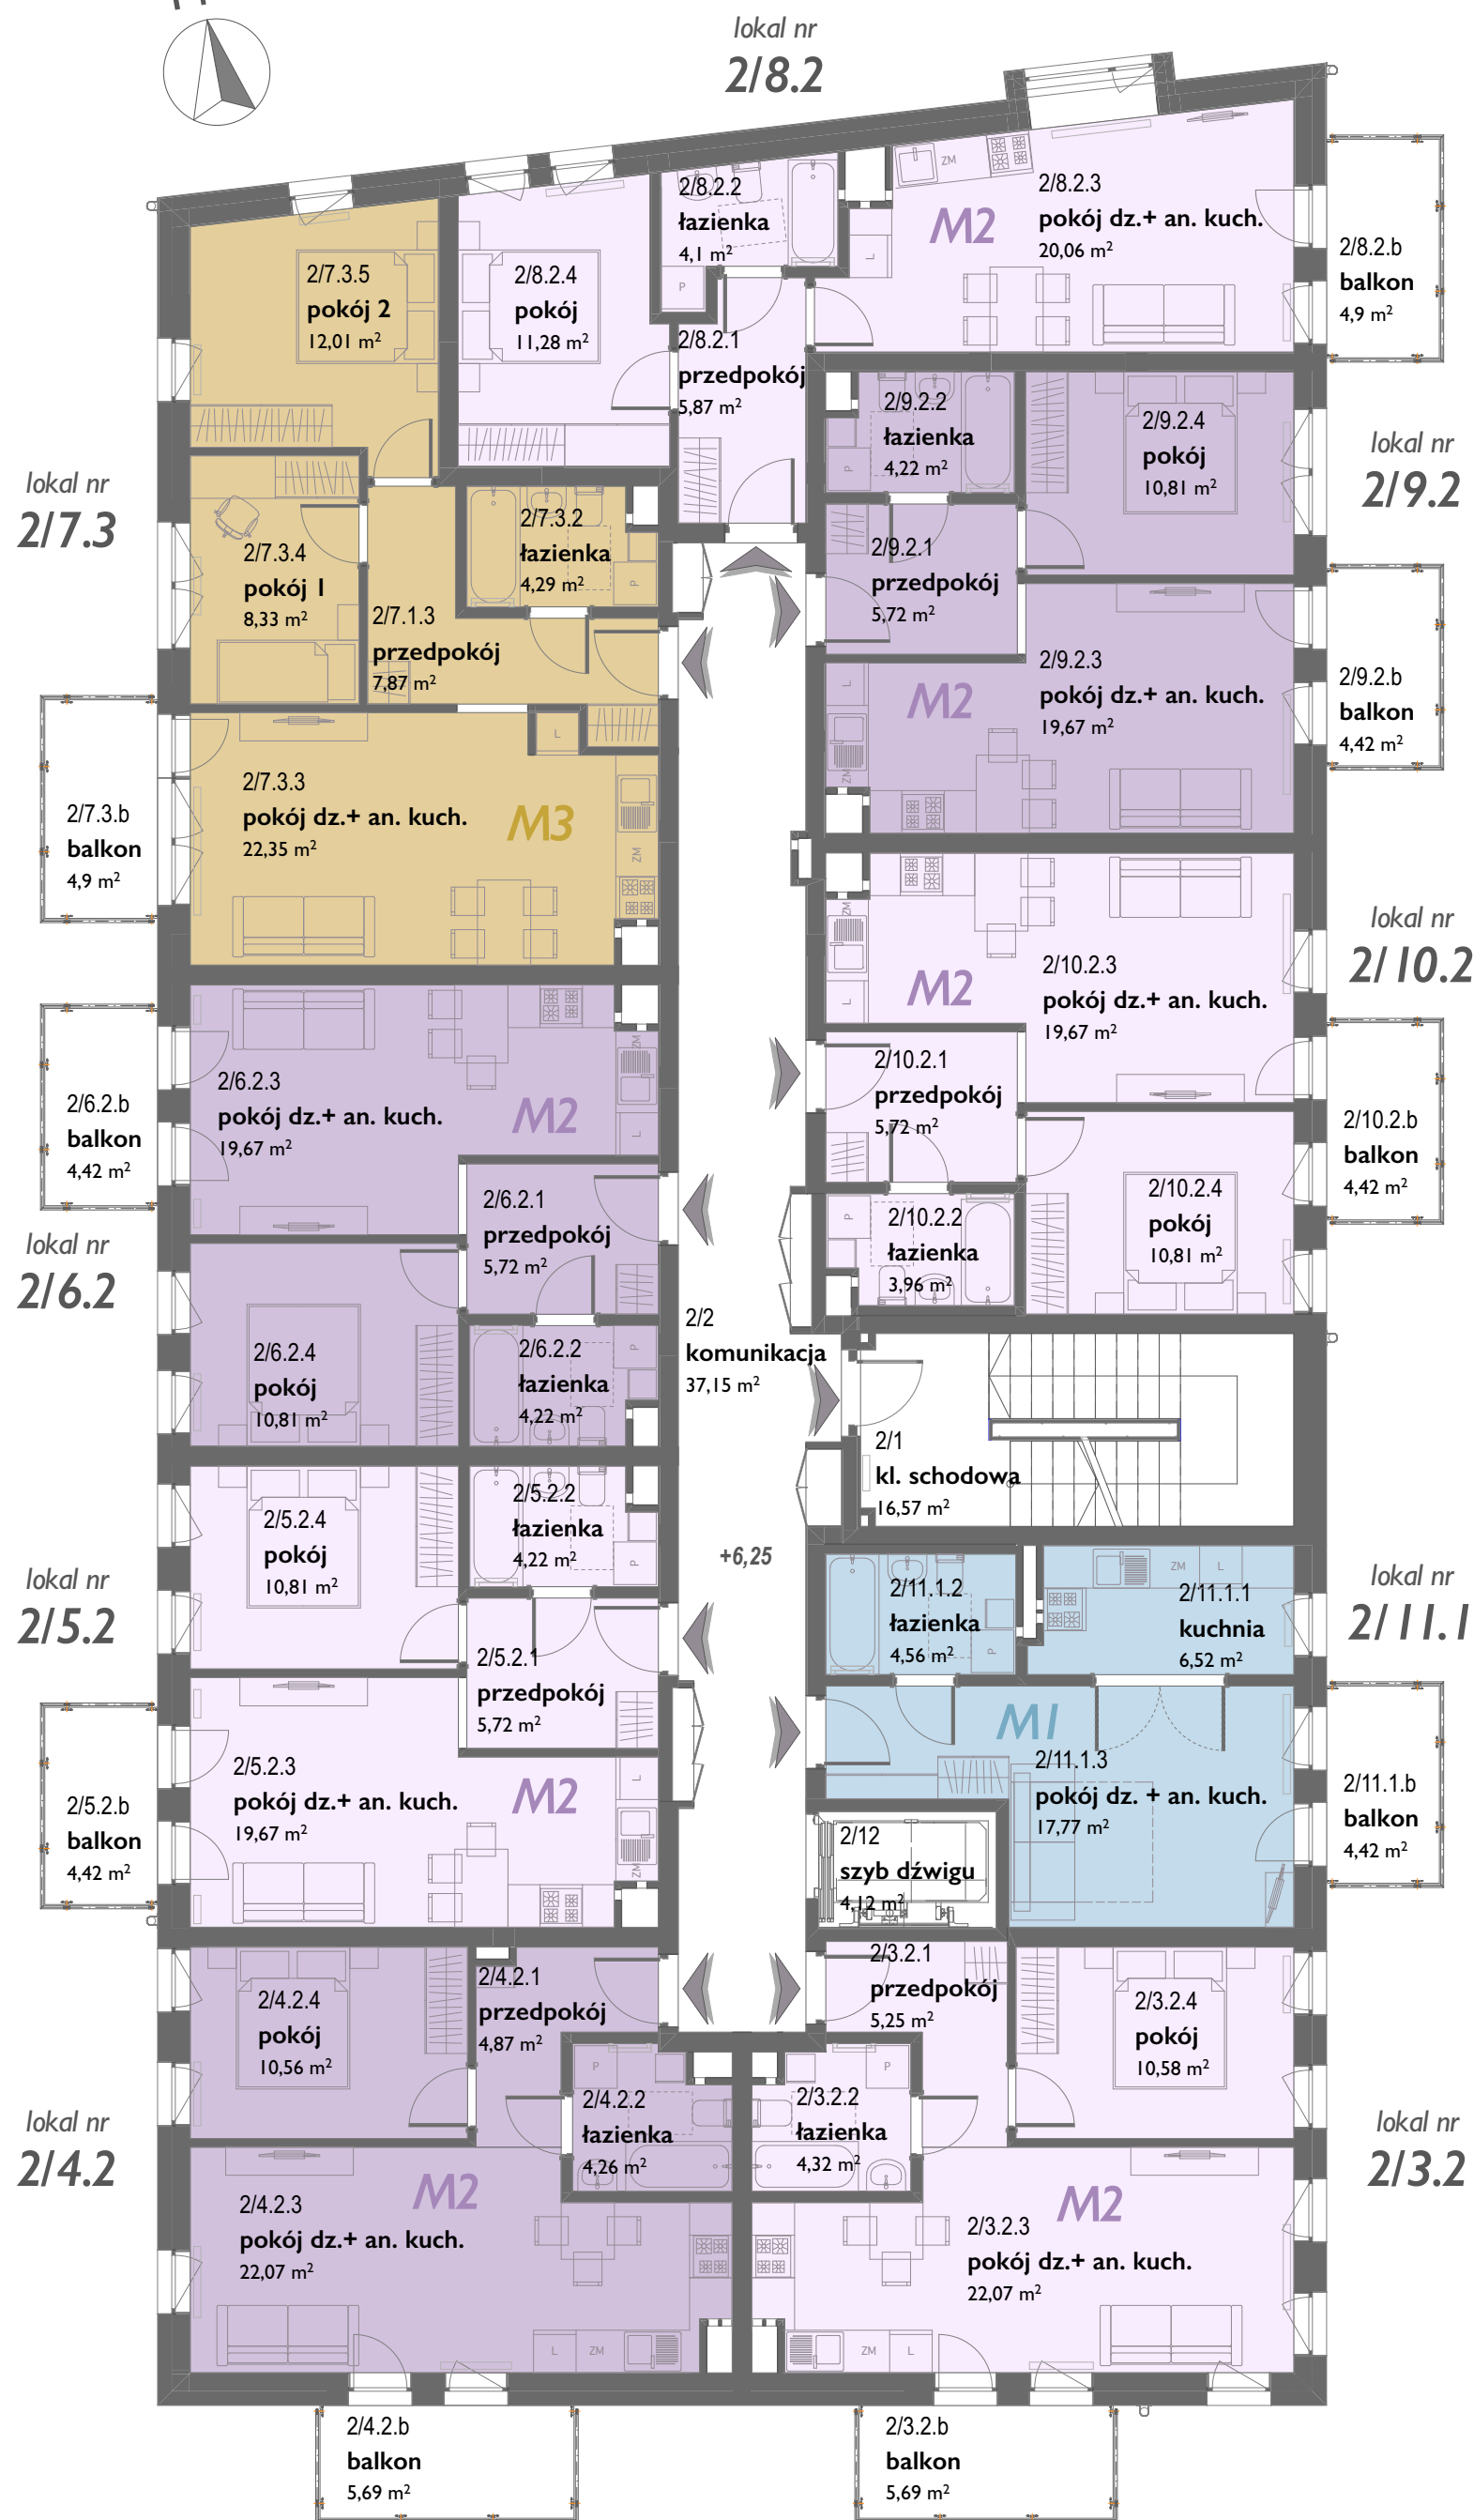 lokal nr
2/8.2
2/8.2.2
łazienka
4,1 m²
ZM
M2
2/8.2.3
pokój dz.+ an. kuch.
20,06 m²
L
P
2/8.2.b
balkon
4,9 m²
2/7.3.5
pokój 2
12,01 m²
2/8.2.4
pokój
11,28 m²
2/8.2.1
przedpokój
5,87 m²
2/9.2.2
łazienka
4,22 m²
P
2/9.2.4
pokój
10,81 m²
lokal nr
2/9.2
lokal nr
2/7.3
2/7.3.4
pokój 1
8,33 m²
2/7.3.2
łazienka
4,29 m²
P
2/9.2.1
przedpokój
5,72 m²
2/7.1.3
przedpokój
7,87 m²
L
M2
ZM
2/9.2.3
pokój dz.+ an. kuch.
19,67 m²
2/9.2.b
balkon
4,42 m²
L
2/7.3.3
pokój dz.+ an. kuch.
22,35 m²
M3
ZM
2/7.3.b
balkon
4,9 m²
ZM
L
M2
2/10.2.3
pokój dz.+ an. kuch.
19,67 m²
lokal nr
2/10.2
2/6.2.3
pokój dz.+ an. kuch.
19,67 m²
M2
ZM
L
2/6.2.b
balkon
4,42 m²
2/10.2.1
przedpokój
5,72 m²
2/10.2.b
balkon
4,42 m²
2/6.2.1
przedpokój
5,72 m²
P
2/10.2.2
łazienka
3,96 m²
2/10.2.4
pokój
10,81 m²
lokal nr
2/6.2
2/6.2.4
pokój
10,81 m²
2/6.2.2
łazienka
4,22 m²
P
2/2
komunikacja
37,15 m²
2/1
kl. schodowa
16,57 m²
2/5.2.4
pokój
10,81 m²
2/5.2.2
łazienka
4,22 m²
P
+6,25
lokal nr
2/5.2
2/11.1.2
łazienka
4,56 m²
P
ZM
L
2/11.1.1
kuchnia
6,52 m²
lokal nr
2/11.1
2/5.2.1
przedpokój
5,72 m²
M1
2/11.1.3
pokój dz. + an. kuch.
17,77 m²
2/11.1.b
balkon
4,42 m²
2/5.2.3
pokój dz.+ an. kuch.
19,67 m²
M2
L
ZM
2/5.2.b
balkon
4,42 m²
2/12
szyb dźwigu
4,12 m²
2/4.2.4
pokój
10,56 m²
2/4.2.1
przedpokój
4,87 m²
2/3.2.1
przedpokój
5,25 m²
2/3.2.4
pokój
10,58 m²
lokal nr
2/4.2
P
2/4.2.2
łazienka
4,26 m²
P
2/3.2.2
łazienka
4,32 m²
lokal nr
2/3.2
M2
2/4.2.3
pokój dz.+ an. kuch.
22,07 m²
L
ZM
M2
2/3.2.3
pokój dz.+ an. kuch.
22,07 m²
ZM
L
2/4.2.b
balkon
5,69 m²
2/3.2.b
balkon
5,69 m²